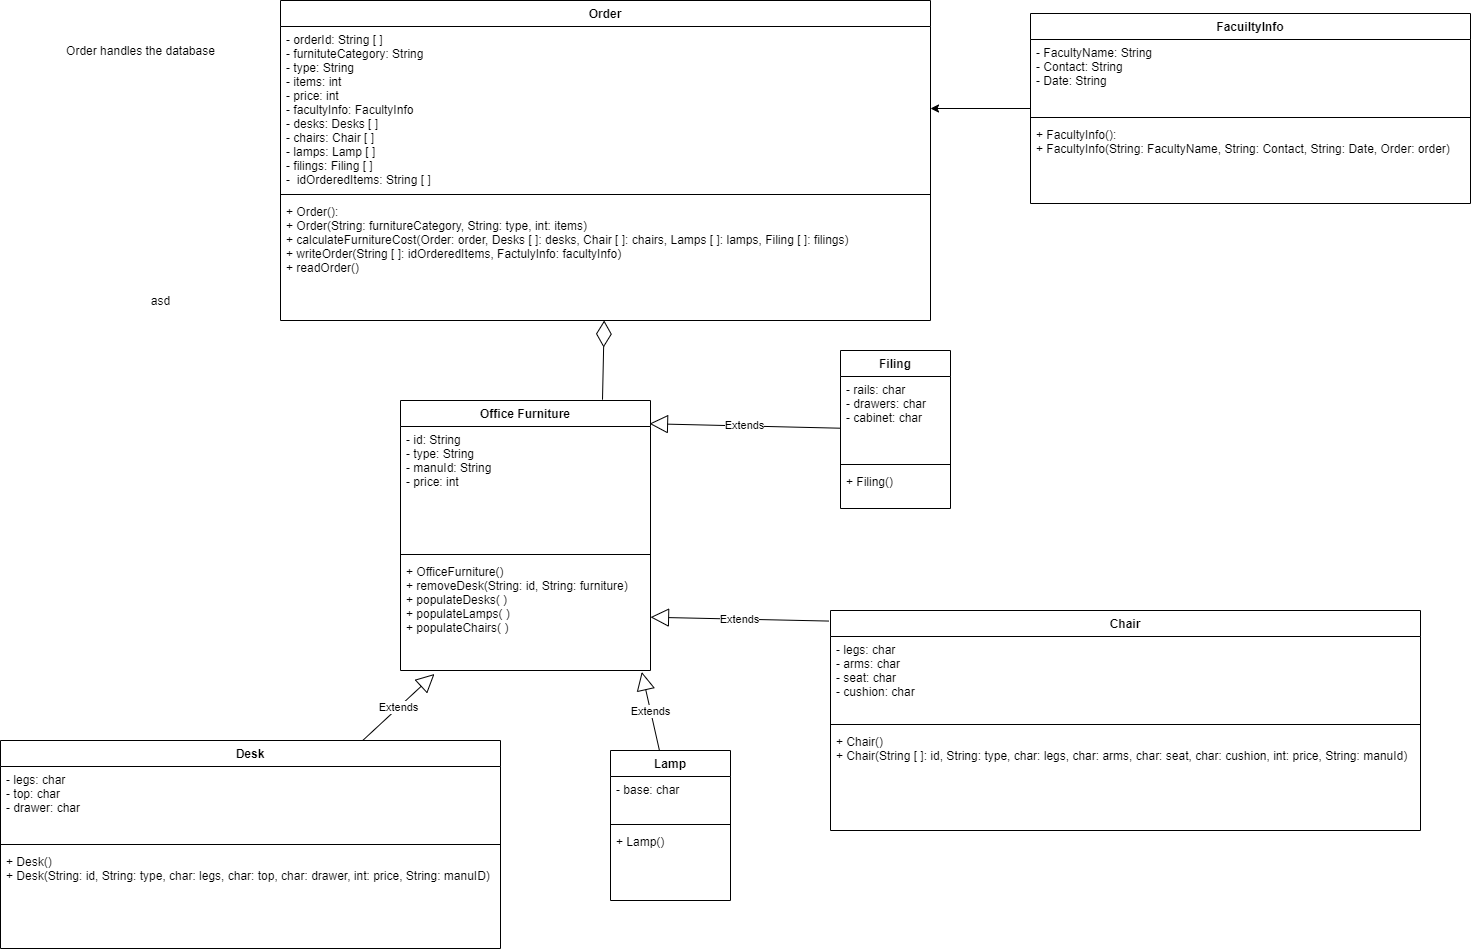 Order
Order handles the database
- orderId: String [ ]
- furnituteCategory: String
- type: String
- items: int
- price: int
- facultyInfo: FacultyInfo
- desks: Desks [ ]
- chairs: Chair [ ]
- lamps: Lamp [ ]
- filings: Filing [ ]
- idOrderedItems: String [ ]
+ Order():
+ Order(String: furnitureCategory, String: type, int: items)
+ calculateFurnitureCost(Order: order, Desks [ ]: desks, Chair [ ]: chairs, Lamps [ ]: lamps, Filing [ ]: filings)
+ writeOrder(String [ ]: idOrderedItems, FactulyInfo: facultyInfo)
+ readOrder()
FacuiltyInfo
- FacultyName: String
- Contact: String
- Date: String
+ FacultyInfo():
+ FacultyInfo(String: FacultyName, String: Contact, String: Date, Order: order)
asd
Office Furniture
- id: String
- type: String
- manuId: String
- price: int
+ OfficeFurniture()
+ removeDesk(String: id, String: furniture)
+ populateDesks( )
+ populateLamps( )
+ populateChairs( )
Extends
Filing
- rails: char
- drawers: char
- cabinet: char
+ Filing()
Extends
Chair
- legs: char
- arms: char
- seat: char
- cushion: char
+ Chair()
+ Chair(String [ ]: id, String: type, char: legs, char: arms, char: seat, char: cushion, int: price, String: manuId)
Extends
Desk
- legs: char
- top: char
- drawer: char
+ Desk()
+ Desk(String: id, String: type, char: legs, char: top, char: drawer, int: price, String: manuID)
Extends
Lamp
- base: char
+ Lamp()